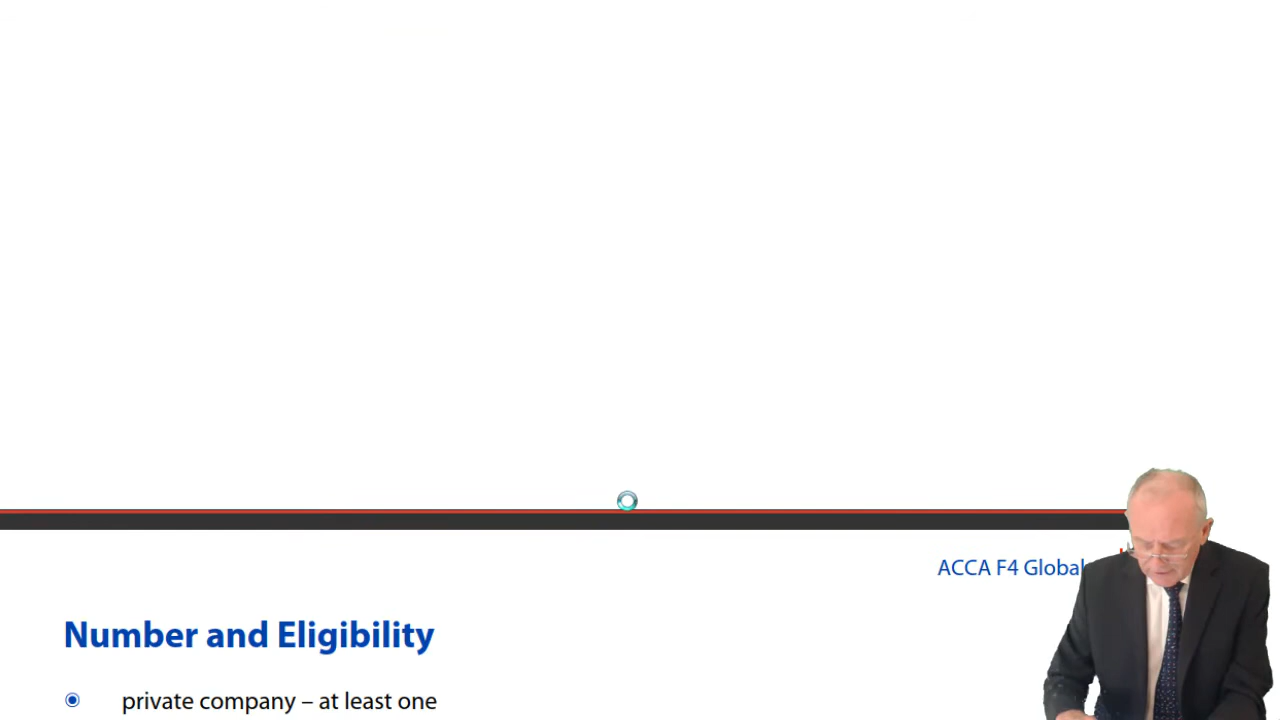 ACCA F4 Global
Number and Eligibility
private company – at least one